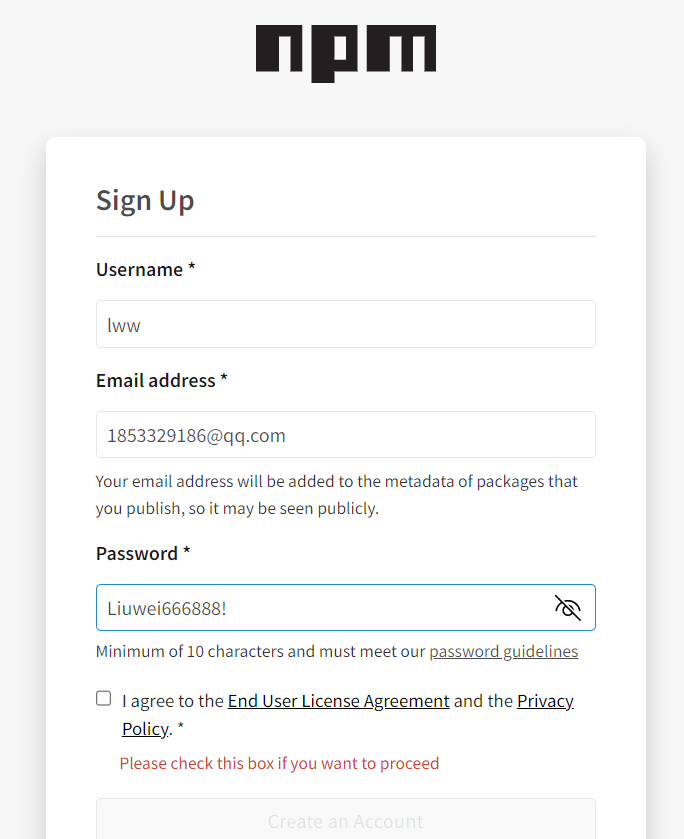 npm
Sign Up
Username *
lww
Email address *
1853329186@qq.com
Your email address will be added to the metadata of packages that
you publish, so it may be seen publicly.
Password *
Liuwei666888!
Minimum of 10 characters and must meet our password guidelines
I agree to the End User License Agreement and the Privacy
Policy. *
Please check this box if you want to proceed
Create an Account